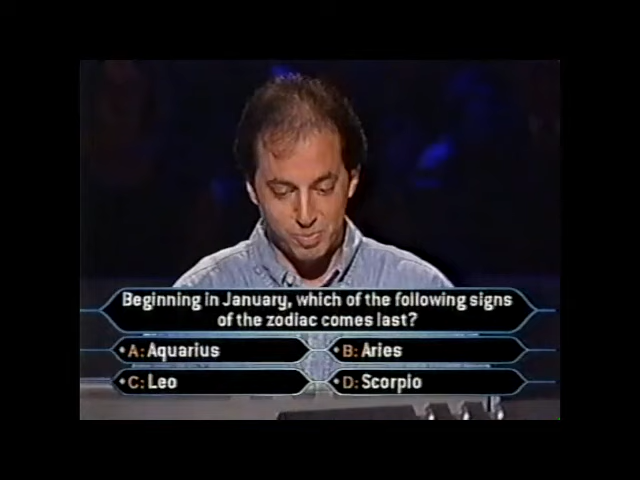 Beginning in January, which of the following signs
of the zodiac comes last?
A: Aquarius
B: Aries
C: Leo
D: Scorpio